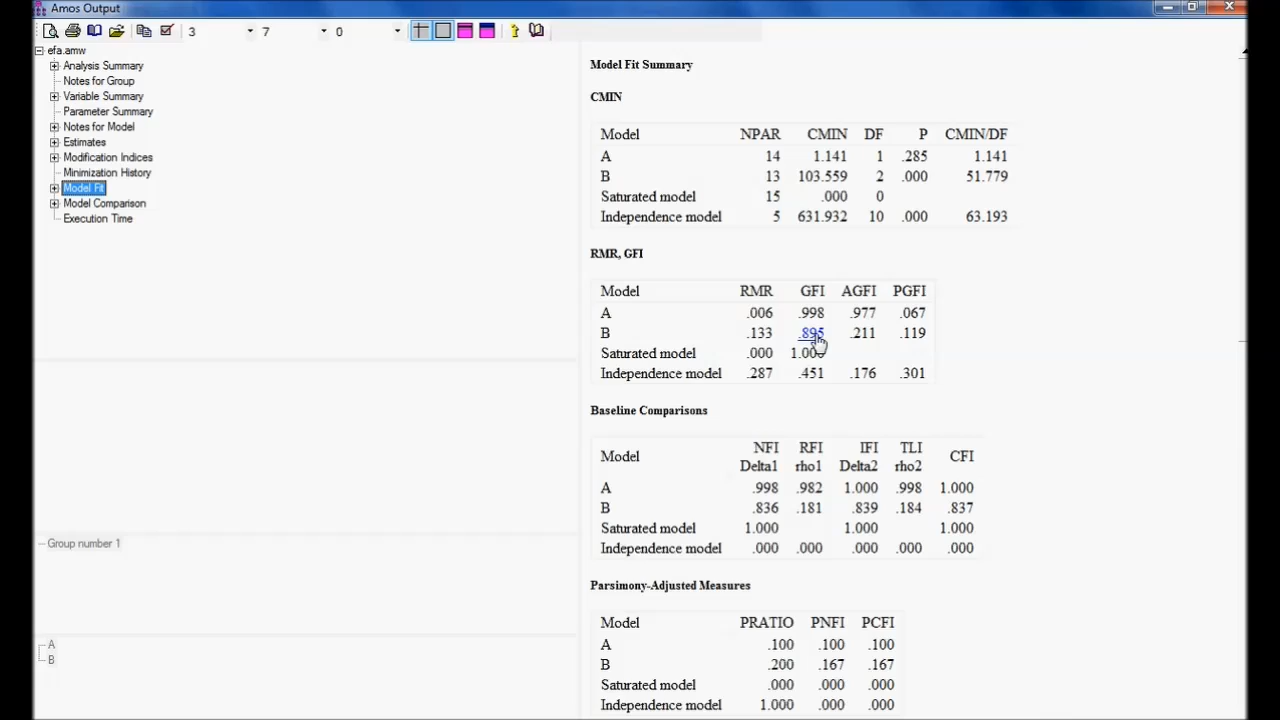 Amos Output
3 7 0
efa.amw
Analysis Summary
Notes for Group
Variable Summary
Parameter Summary
Notes for Model
Estimates
Modification Indices
Minimization History
Model Fit
Model Comparison
Execution Time
Group number 1
A
B
Model Fit Summary
CMIN
Model NPAR CMIN DF P CMIN/DF
A 14 1.141 1 .285 1.141
B 13 103.559 2 .000 51.779
Saturated model 15 .000 0
Independence model 5 631.932 10 .000 63.193
RMR, GFI
Model RMR GFI AGFI PGFI
A .006 .998 .977 .067
B .133 .895 .211 .119
Saturated model .000 1.000
Independence model .287 .451 .176 .301
Baseline Comparisons
Model NFI Delta1 RFI rho1 IFI Delta2 TLI rho2 CFI
A .998 .982 1.000 .998 1.000
B .836 .181 .839 .184 .837
Saturated model 1.000 1.000 1.000
Independence model .000 .000 .000 .000 .000
Parsimony-Adjusted Measures
Model PRATIO PNFI PCFI
A .100 .100 .100
B .200 .167 .167
Saturated model .000 .000 .000
Independence model 1.000 .000 .000